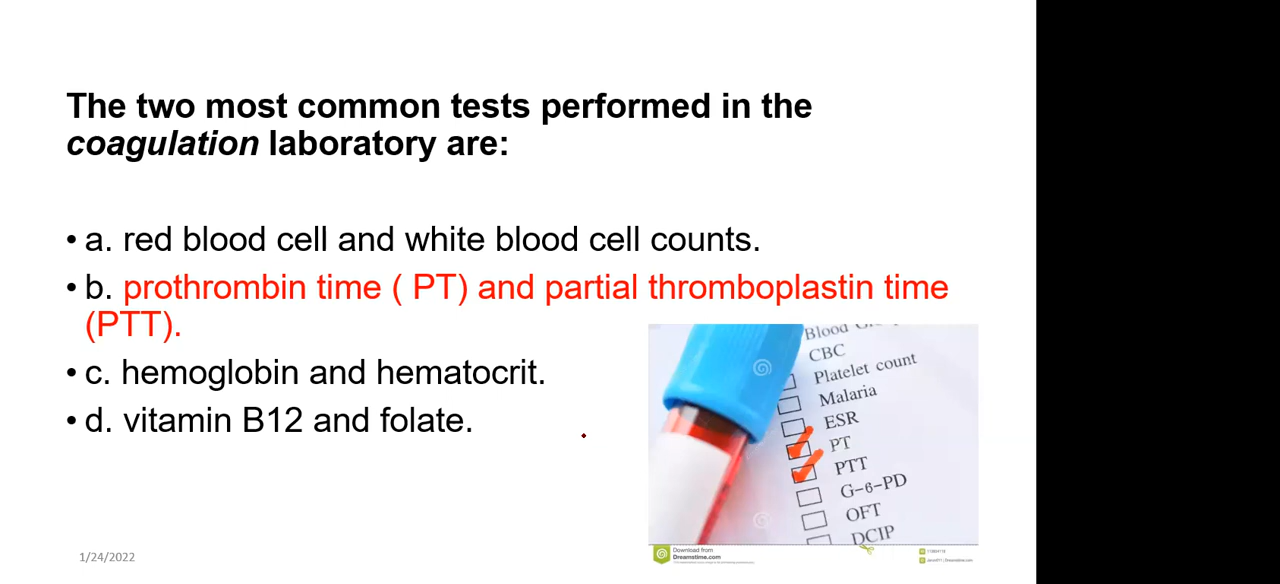 The two most common tests performed in the
coagulation laboratory are:
• a. red blood cell and white blood cell counts.
• b. prothrombin time ( PT) and partial thromboplastin time
(PTT).
• c. hemoglobin and hematocrit.
• d. vitamin B12 and folate.
Blood
CBC
Platelet count
Malaria
ESR
PT
PTT
G-6-PD
OFT
DCIP
Download from
Dreamstime.com
1/24/2022